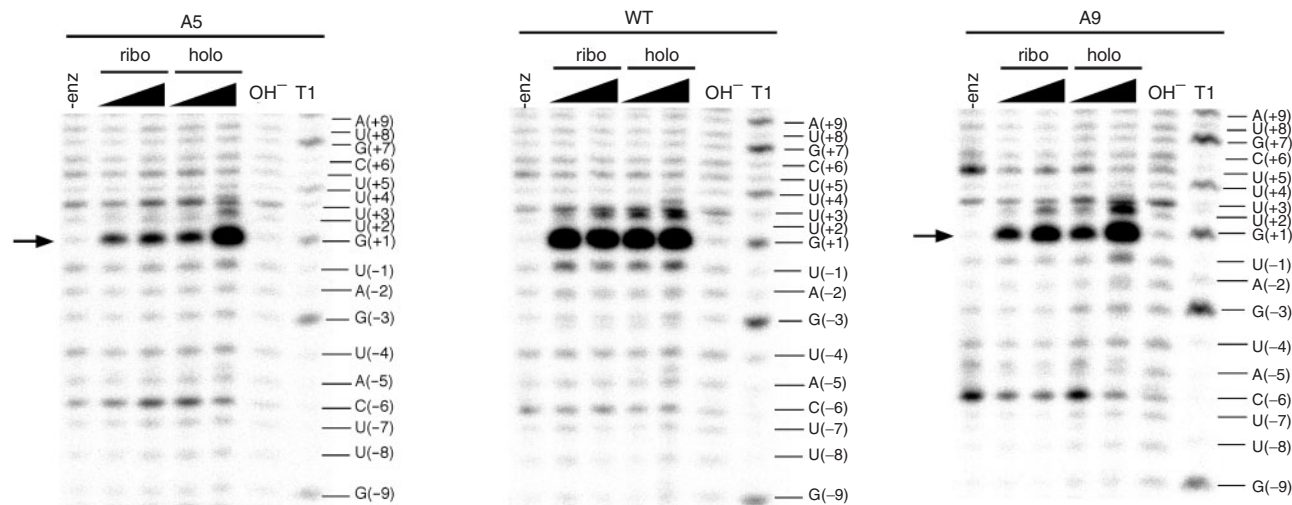 A5
ribo holo
-enz OH⁻ T1
A(+9)
U(+8)
G(+7)
C(+6)
U(+5)
U(+4)
U(+3)
U(+2)
G(+1)
U(−1)
A(−2)
G(−3)
U(−4)
A(−5)
C(−6)
U(−7)
U(−8)
G(−9)
WT
ribo holo
-enz OH⁻ T1
A(+9)
U(+8)
G(+7)
C(+6)
U(+5)
U(+4)
U(+3)
U(+2)
G(+1)
U(−1)
A(−2)
G(−3)
U(−4)
A(−5)
C(−6)
U(−7)
U(−8)
G(−9)
A9
ribo holo
-enz OH⁻ T1
A(+9)
U(+8)
G(+7)
C(+6)
U(+5)
U(+4)
U(+3)
U(+2)
G(+1)
U(−1)
A(−2)
G(−3)
U(−4)
A(−5)
C(−6)
U(−7)
U(−8)
G(−9)